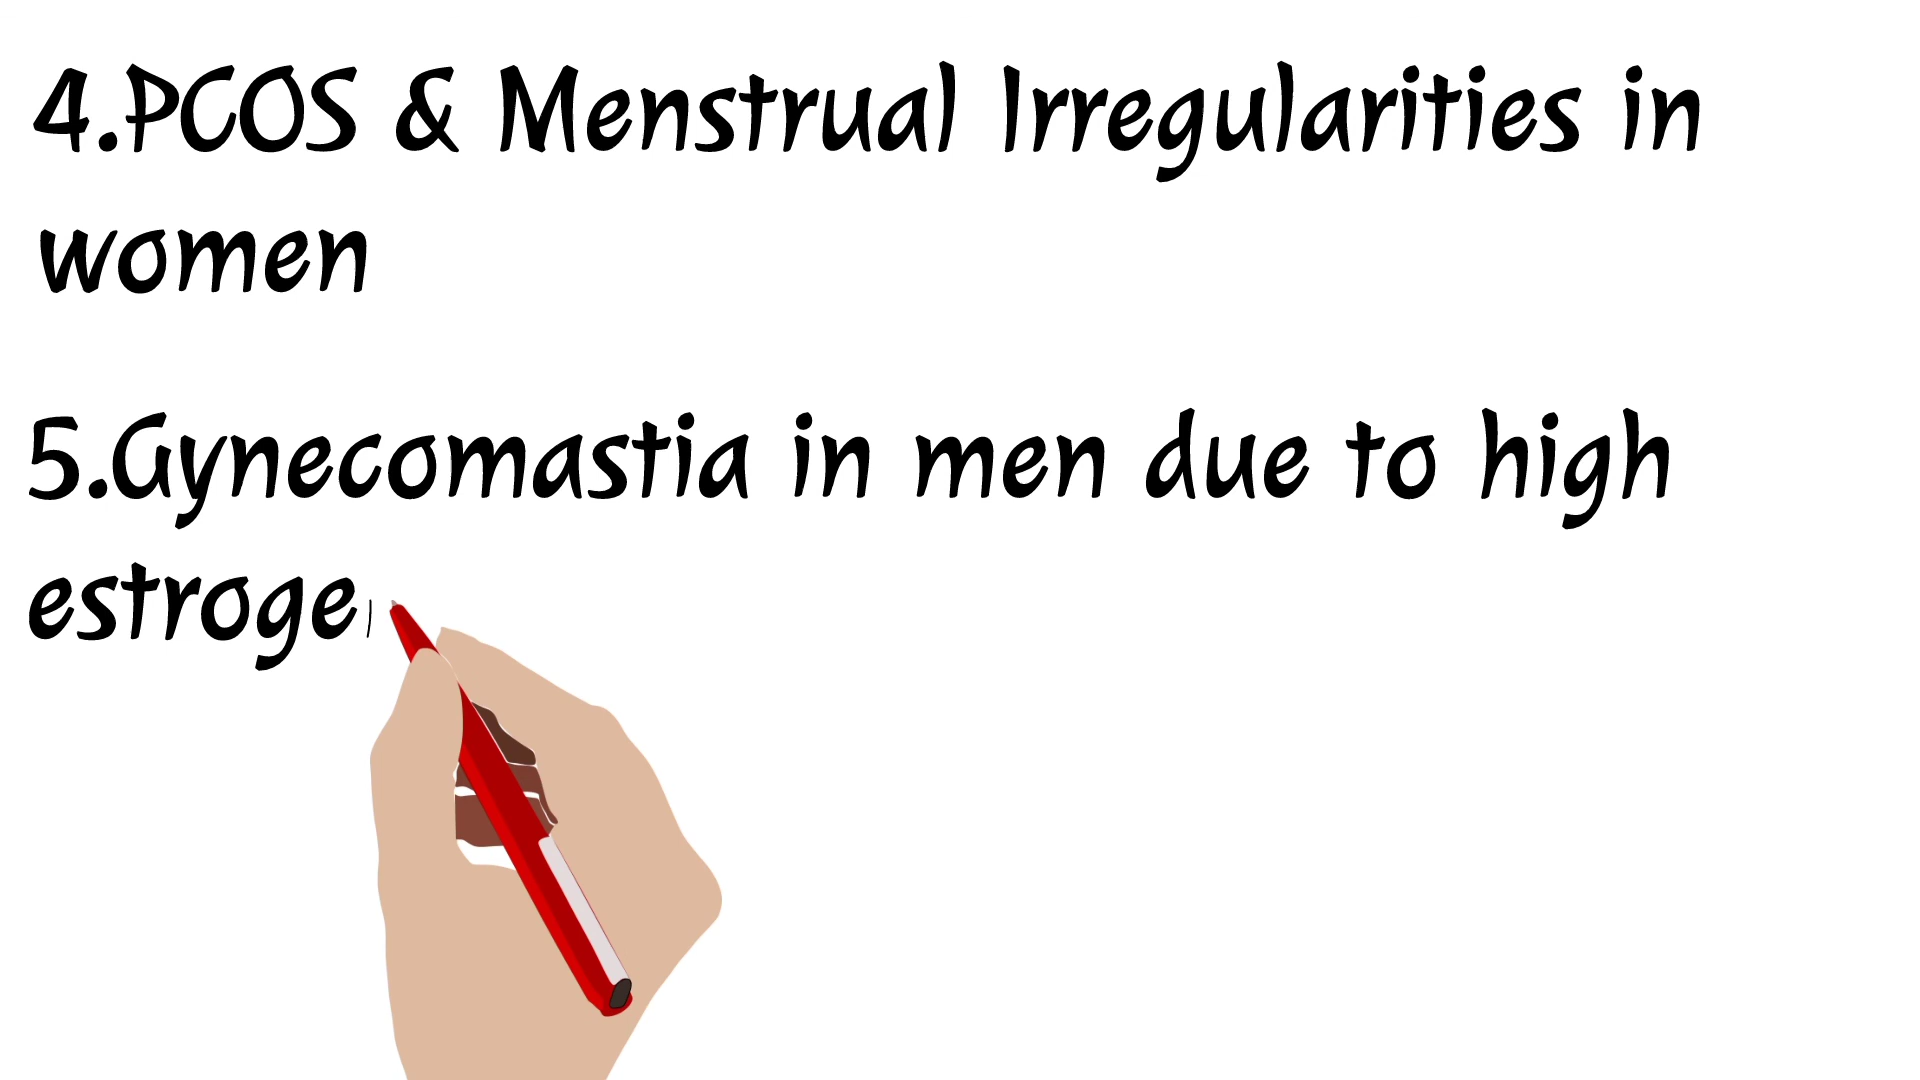 4.PCOS & Menstrual Irregularities in
women
5.Gynecomastia in men due to high
estroge